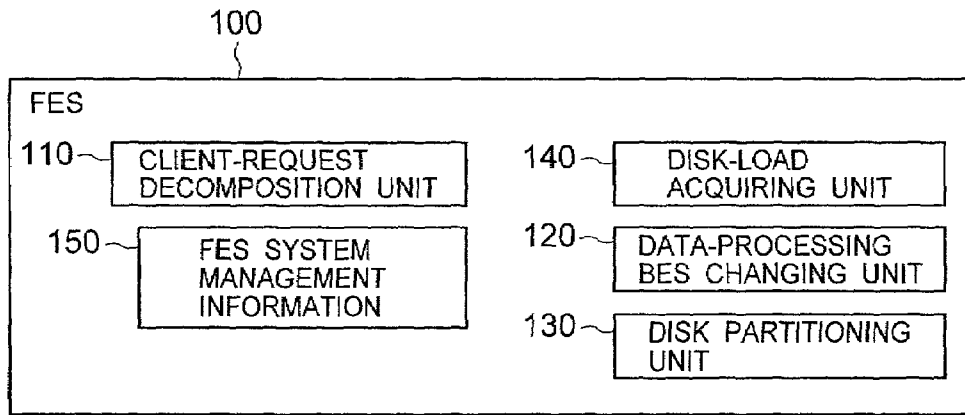 100
FES
110
CLIENT-REQUEST
DECOMPOSITION UNIT
150
FES SYSTEM
MANAGEMENT
INFORMATION
140
DISK-LOAD
ACQUIRING UNIT
120
DATA-PROCESSING
BES CHANGING UNIT
130
DISK PARTITIONING
UNIT